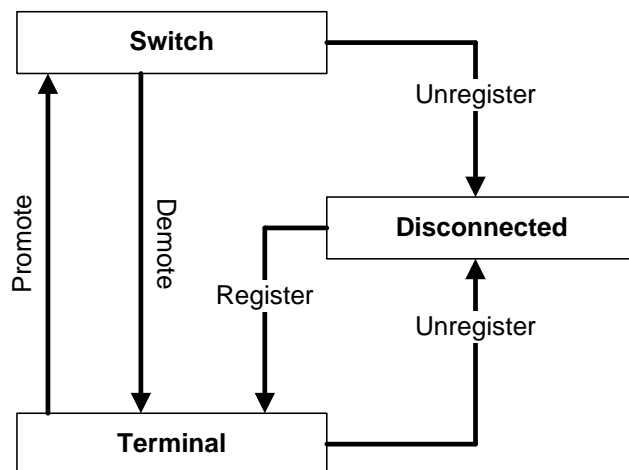 Switch
Unregister
Promote
Demote
Disconnected
Register
Unregister
Terminal